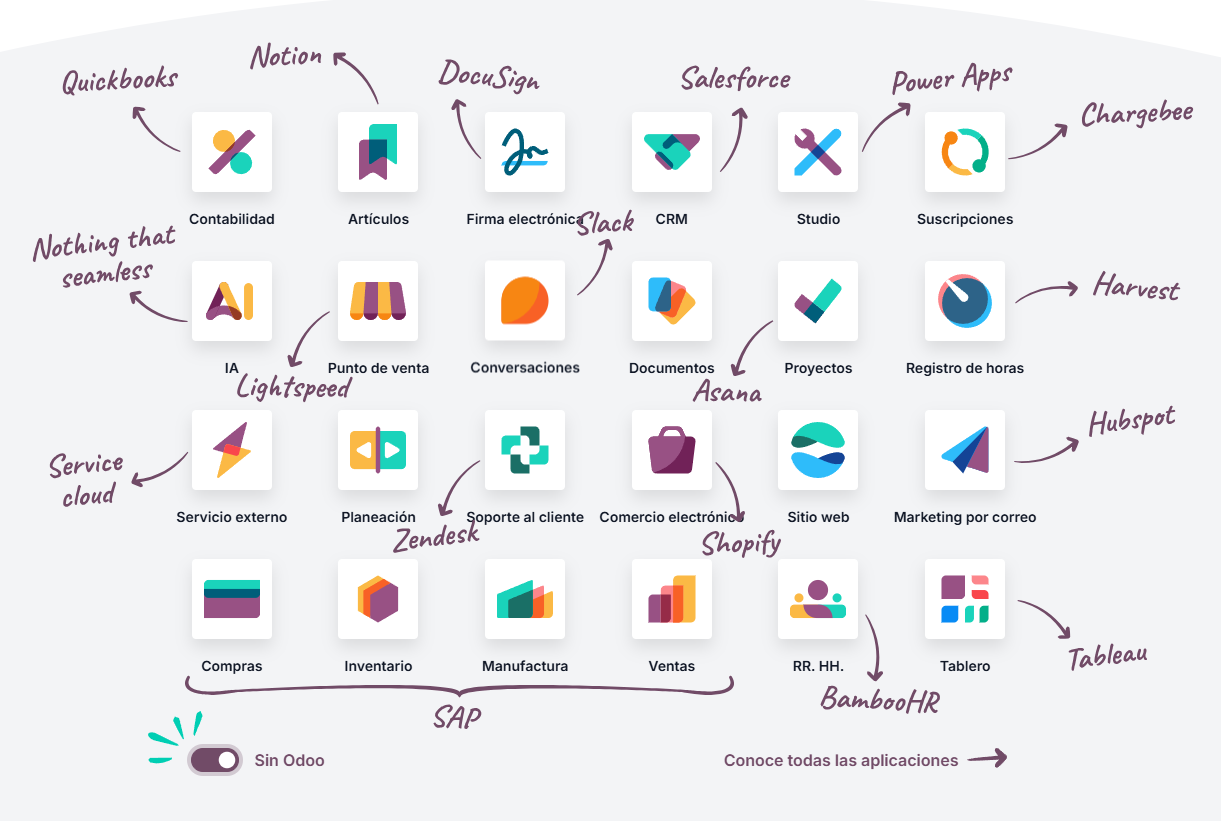 Notion
Quickbooks
DocuSign
Salesforce
Power Apps
Chargebee
Contabilidad
Artículos
Firma electrónica
CRM
Studio
Suscripciones
Slack
Nothing that
seamless
AI
Harvest
IA
Punto de venta
Conversaciones
Documentos
Proyectos
Registro de horas
Lightspeed
Asana
Hubspot
Service
cloud
Servicio externo
Planeación
Soporte al cliente
Comercio electrónico
Sitio web
Marketing por correo
Zendesk
Shopify
Compras
Inventario
Manufactura
Ventas
RR. HH.
Tablero
Tableau
BambooHR
SAP
Sin Odoo
Conoce todas las aplicaciones